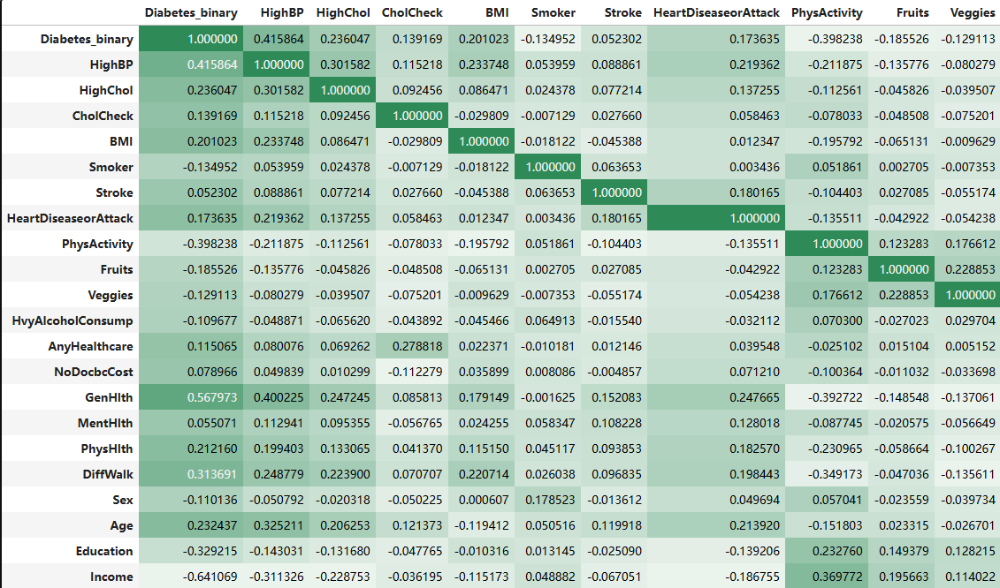 Diabetes_binary HighBP HighChol CholCheck BMI Smoker Stroke HeartDiseaseorAttack PhysActivity Fruits Veggies
Diabetes_binary 1.000000 0.415864 0.236047 0.139169 0.201023 -0.134952 0.052302 0.173635 -0.398238 -0.185526 -0.129113
HighBP 0.415864 1.000000 0.301582 0.115218 0.233748 0.053959 0.088861 0.219362 -0.211875 -0.135776 -0.080279
HighChol 0.236047 0.301582 1.000000 0.092456 0.086471 0.024378 0.077214 0.137255 -0.112561 -0.045826 -0.039507
CholCheck 0.139169 0.115218 0.092456 1.000000 -0.029809 -0.007129 0.027660 0.058463 -0.078033 -0.048508 -0.075201
BMI 0.201023 0.233748 0.086471 -0.029809 1.000000 -0.018122 -0.045388 0.012347 -0.195792 -0.065131 -0.009629
Smoker -0.134952 0.053959 0.024378 -0.007129 -0.018122 1.000000 0.063653 0.003436 0.051861 0.002705 -0.007353
Stroke 0.052302 0.088861 0.077214 0.027660 -0.045388 0.063653 1.000000 0.180165 -0.104403 0.027085 -0.055174
HeartDiseaseorAttack 0.173635 0.219362 0.137255 0.058463 0.012347 0.003436 0.180165 1.000000 -0.135511 -0.042922 -0.054238
PhysActivity -0.398238 -0.211875 -0.112561 -0.078033 -0.195792 0.051861 -0.104403 -0.135511 1.000000 0.123283 0.176612
Fruits -0.185526 -0.135776 -0.045826 -0.048508 -0.065131 0.002705 0.027085 -0.042922 0.123283 1.000000 0.228853
Veggies -0.129113 -0.080279 -0.039507 -0.075201 -0.009629 -0.007353 -0.055174 -0.054238 0.176612 0.228853 1.000000
HvyAlcoholConsump -0.109677 -0.048871 -0.065620 -0.043892 -0.045466 0.064913 -0.015540 -0.032112 0.070300 -0.027023 0.029704
AnyHealthcare 0.115065 0.080076 0.069262 0.278818 0.022371 -0.010181 0.012146 0.039548 -0.025102 0.015104 0.005152
NoDocbcCost 0.078966 0.049839 0.010299 -0.112279 0.035899 0.008086 -0.004857 0.071210 -0.100364 -0.011032 -0.033698
GenHlth 0.567973 0.400225 0.247245 0.085813 0.179149 -0.001625 0.152083 0.247665 -0.392722 -0.148548 -0.137061
MentHlth 0.055071 0.112941 0.095355 -0.056765 0.024255 0.058347 0.108228 0.128018 -0.087745 -0.020575 -0.056649
PhysHlth 0.212160 0.199403 0.133065 0.041370 0.115150 0.045117 0.093853 0.182570 -0.230965 -0.058664 -0.100267
DiffWalk 0.313691 0.248779 0.223900 0.070707 0.220714 0.026038 0.096835 0.198443 -0.349173 -0.047036 -0.135611
Sex -0.110136 -0.050792 -0.020318 -0.050225 0.000607 0.178523 -0.013612 0.049694 0.057041 -0.023559 -0.039734
Age 0.232437 0.325211 0.206253 0.121373 -0.119412 0.050516 0.119918 0.213920 -0.151803 0.023315 -0.026701
Education -0.329215 -0.143031 -0.131680 -0.047765 -0.010316 0.013145 -0.025090 -0.139206 0.232760 0.149379 0.128215
Income -0.641069 -0.311326 -0.228753 -0.036195 -0.115173 0.048882 -0.067051 -0.186755 0.369772 0.195663 0.114022